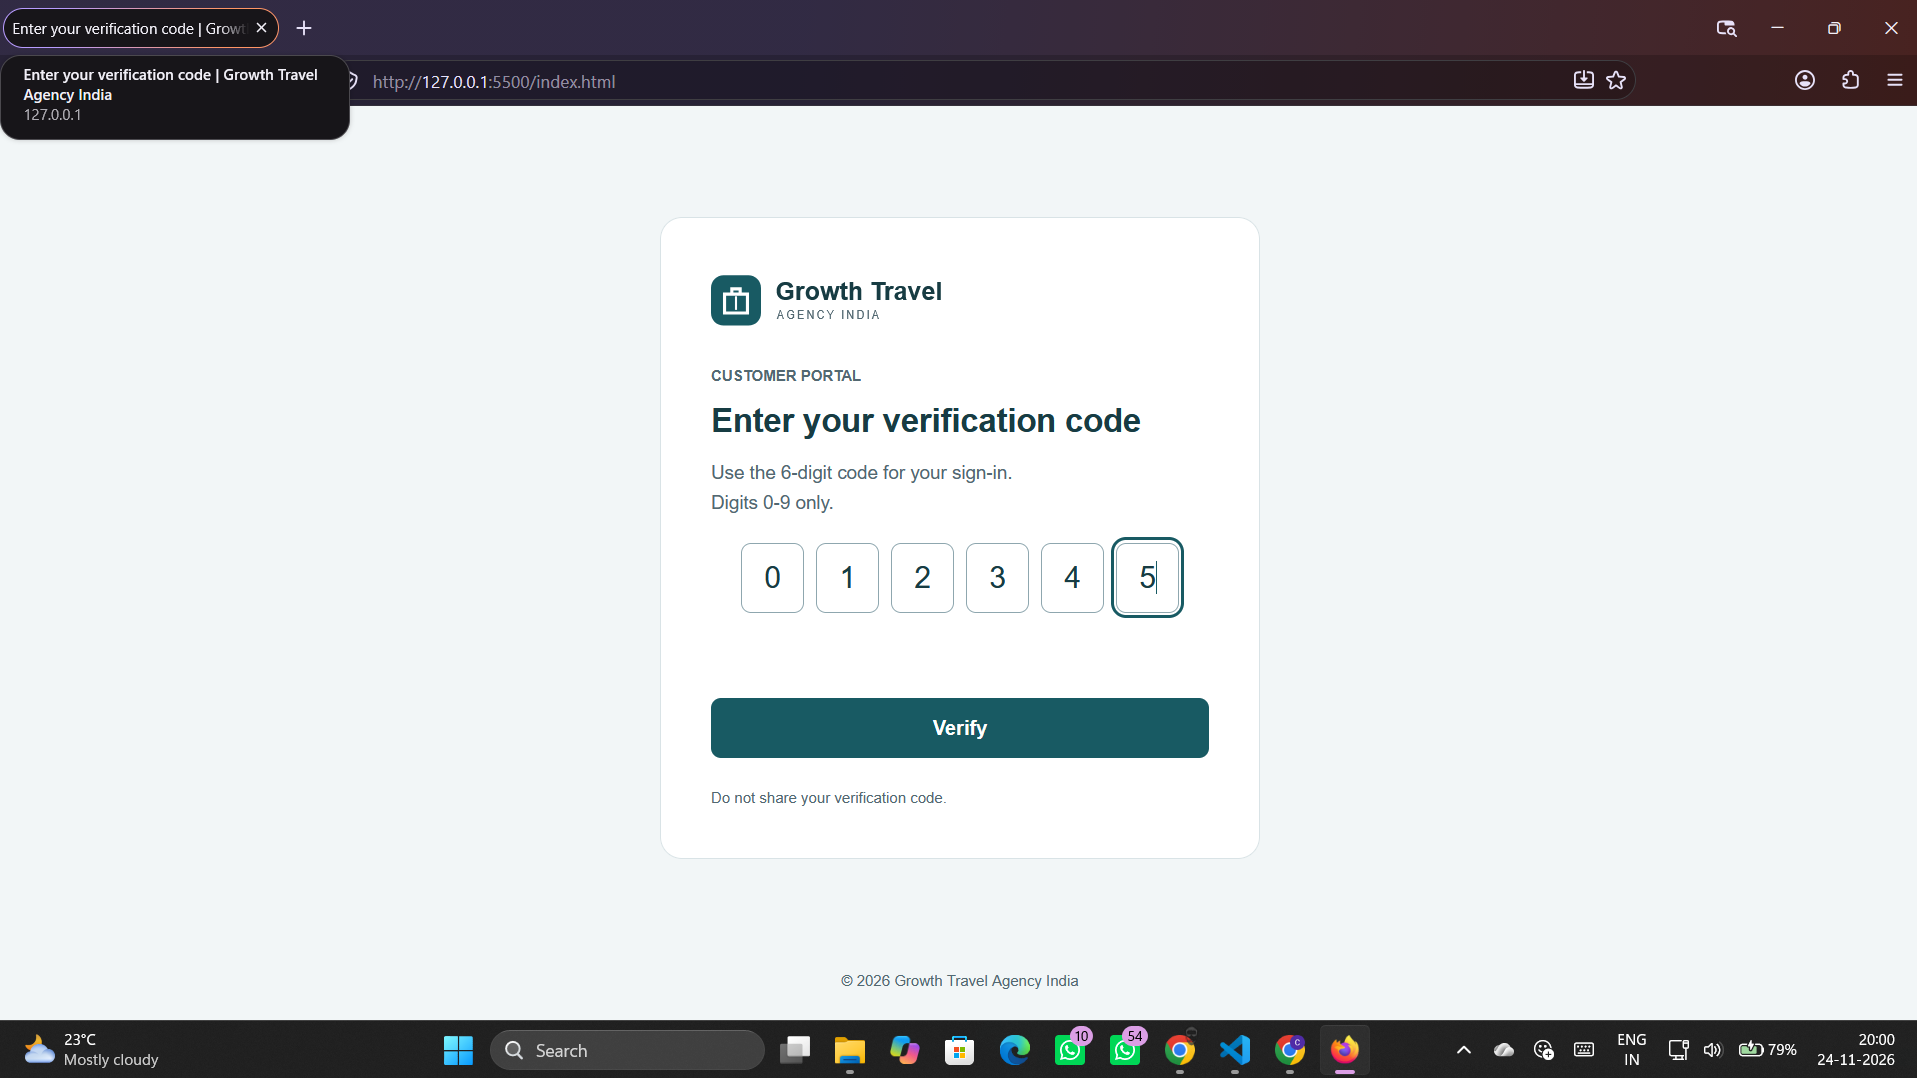 Enter your verification code | Growt
Enter your verification code | Growth Travel
Agency India
127.0.0.1
http://127.0.0.1:5500/index.html
Growth Travel
AGENCY INDIA
CUSTOMER PORTAL
Enter your verification code
Use the 6-digit code for your sign-in.
Digits 0-9 only.
0 1 2 3 4 5
Verify
Do not share your verification code.
© 2026 Growth Travel Agency India
23°C
Mostly cloudy
Search
10
54
C
ENG
IN
79%
20:00
24-11-2026